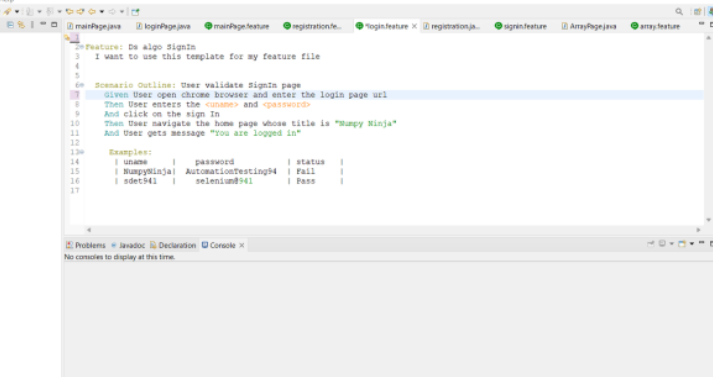 mainPage.java loginPage.java mainPage.feature registration.fe... *login.feature registration.ja... signin.feature ArrayPage.java array.feature
1
2 Feature: Ds algo SignIn
3 I want to use this template for my feature file
4
5
6 Scenario Outline: User validate SignIn page
7 Given User open chrome browser and enter the login page url
8 Then User enters the <uname> and <password>
9 And click on the sign In
10 Then User navigate the home page whose title is "Numpy Ninja"
11 And User gets message "You are logged in"
12
13 Examples:
14 | uname | password | status |
15 | NumpyNinja| AutomationTesting94 | Fail |
16 | sdet941 | selenium@941 | Pass |
17
Problems Javadoc Declaration Console
No consoles to display at this time.